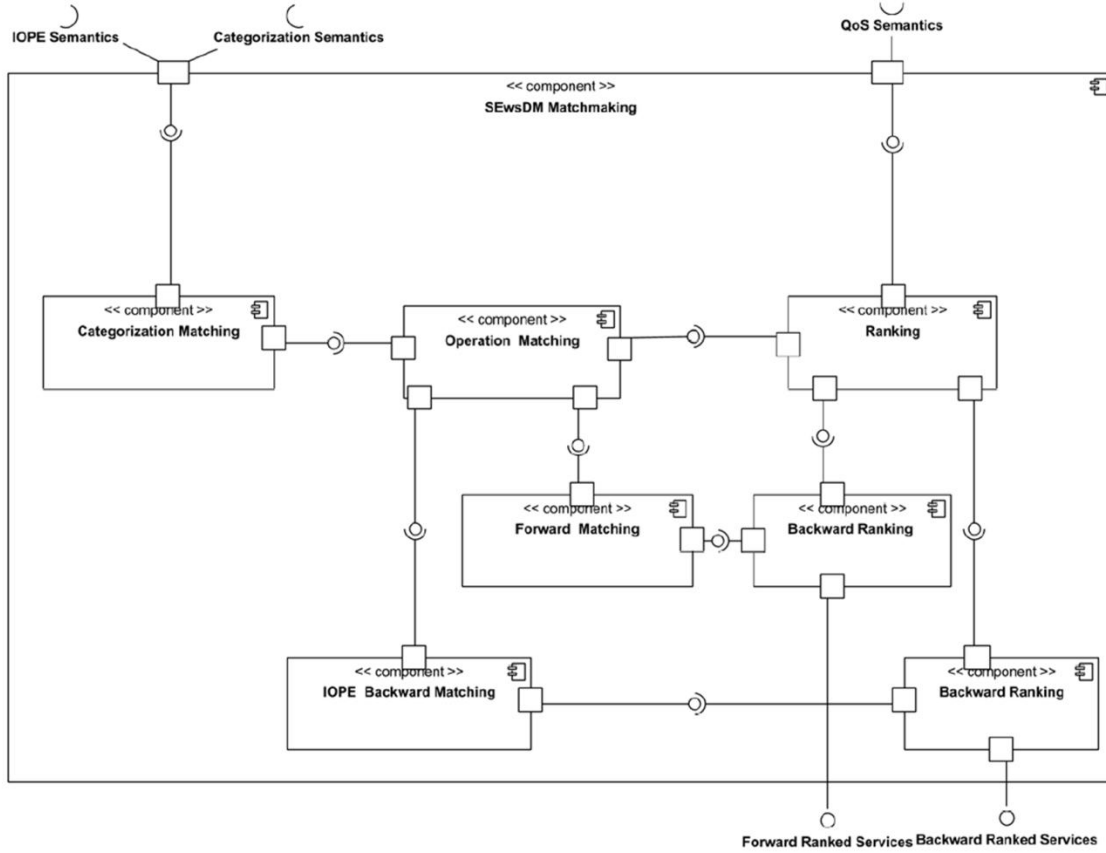 IOPE Semantics
Categorization Semantics
QoS Semantics
<< component >>
SEwsDM Matchmaking
<< component >>
Categorization Matching
<< component >>
Operation Matching
<< component >>
Ranking
<< component >>
Forward Matching
<< component >>
Backward Ranking
<< component >>
IOPE Backward Matching
<< component >>
Backward Ranking
Forward Ranked Services
Backward Ranked Services